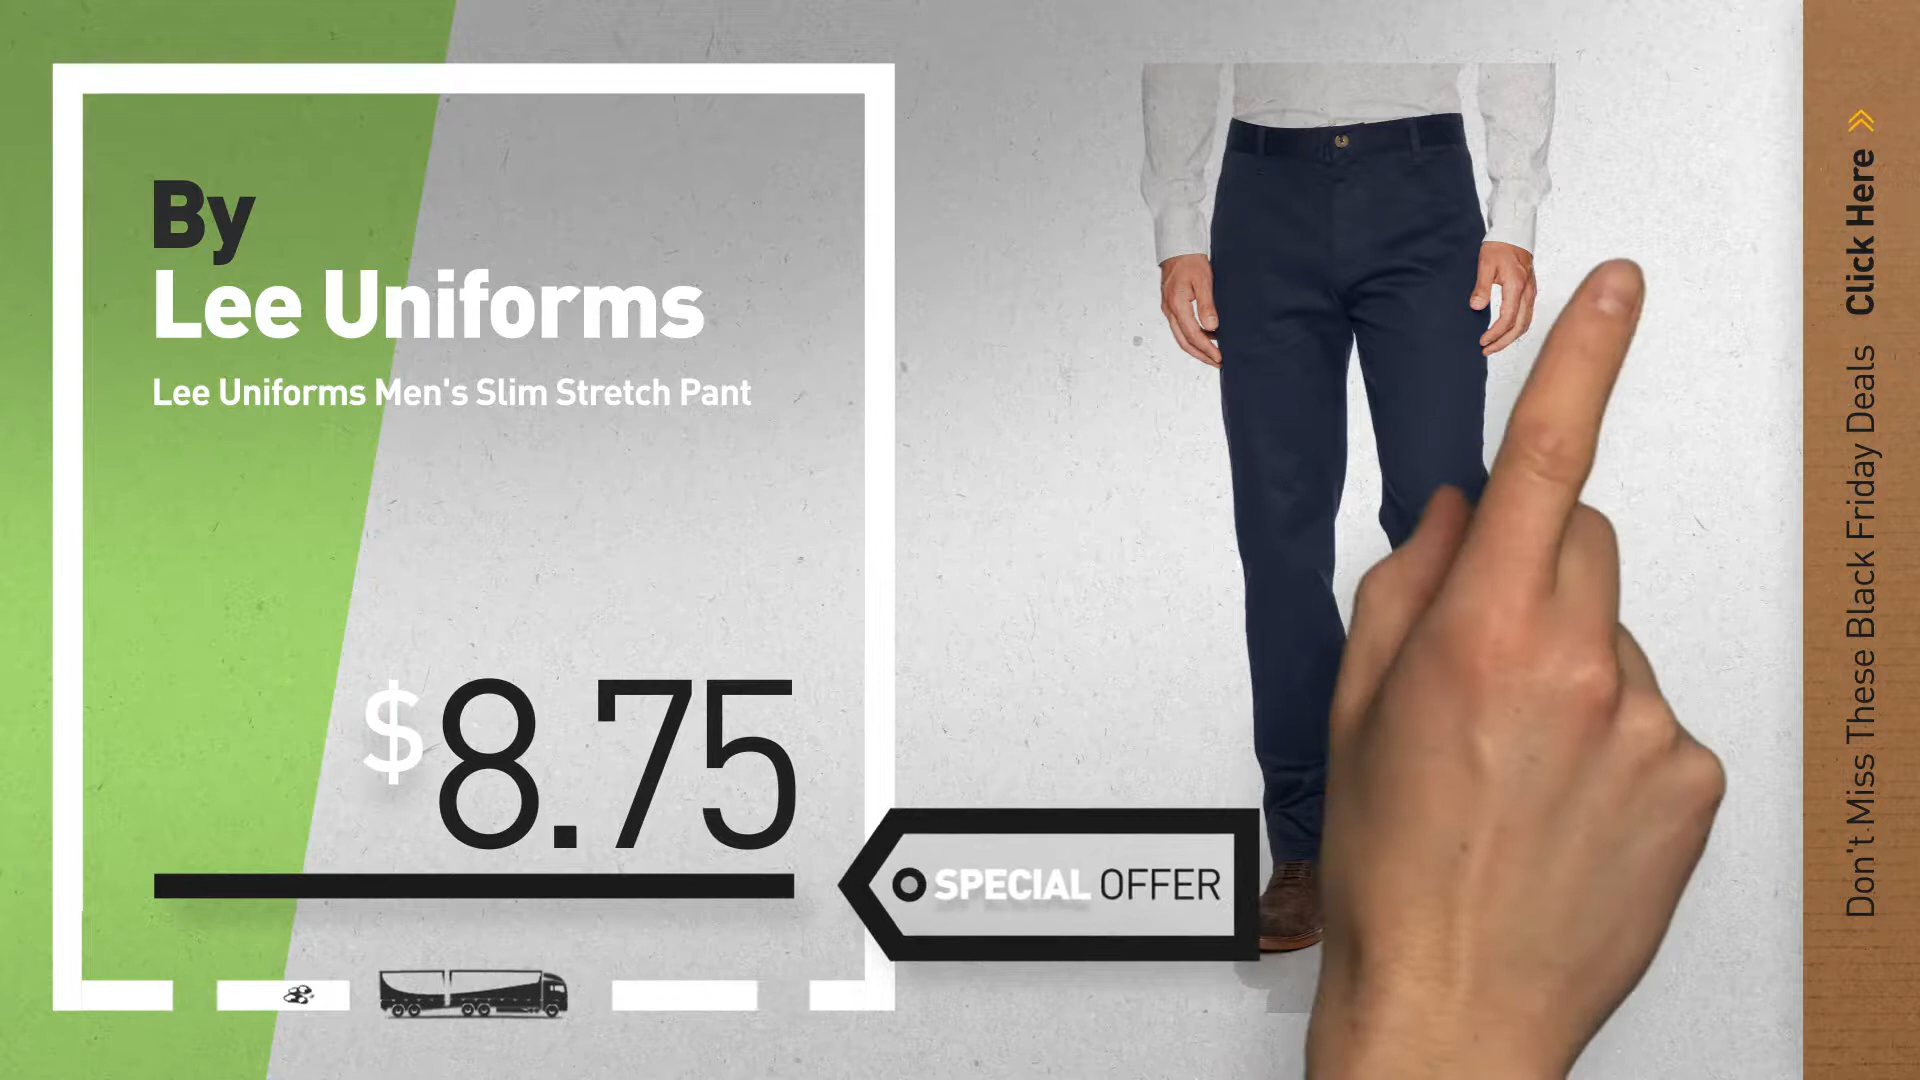 By
Lee Uniforms
Lee Uniforms Men's Slim Stretch Pant
$8.75
SPECIAL OFFER
Don't Miss These Black Friday Deals Click Here